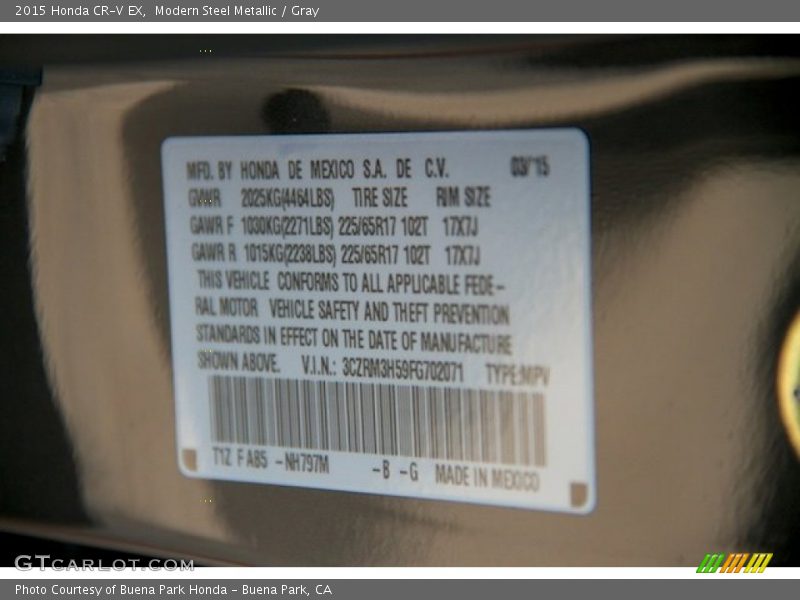 2015 Honda CR-V EX, Modern Steel Metallic / Gray
MFD. BY HONDA DE MEXICO S.A. DE C.V. 03/15
GVWR 2025KG(4464LBS) TIRE SIZE RIM SIZE
GAWR F 1030KG(2271LBS) 225/65R17 102T 17X7J
GAWR R 1015KG(2238LBS) 225/65R17 102T 17X7J
THIS VEHICLE CONFORMS TO ALL APPLICABLE FEDE-
RAL MOTOR VEHICLE SAFETY AND THEFT PREVENTION
STANDARDS IN EFFECT ON THE DATE OF MANUFACTURE
SHOWN ABOVE. V.I.N.: 3CZRM3H59FG702071 TYPE:MPV
T1Z F AB5 -NH797M -B -G MADE IN MEXICO
GTCARLOT.COM
Photo Courtesy of Buena Park Honda - Buena Park, CA